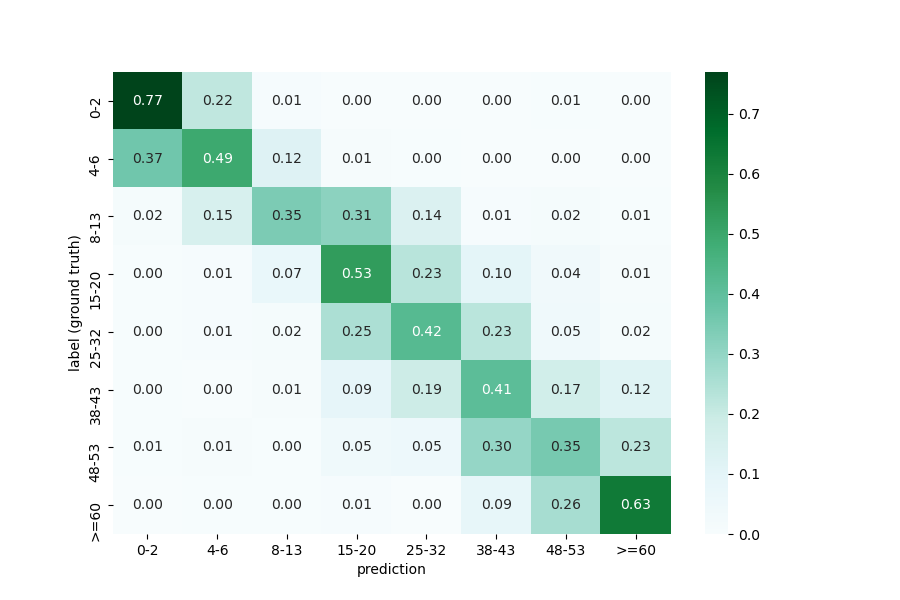 0-2 0.77 0.22 0.01 0.00 0.00 0.00 0.01 0.00
4-6 0.37 0.49 0.12 0.01 0.00 0.00 0.00 0.00
8-13 0.02 0.15 0.35 0.31 0.14 0.01 0.02 0.01
15-20 0.00 0.01 0.07 0.53 0.23 0.10 0.04 0.01
25-32 0.00 0.01 0.02 0.25 0.42 0.23 0.05 0.02
38-43 0.00 0.00 0.01 0.09 0.19 0.41 0.17 0.12
48-53 0.01 0.01 0.00 0.05 0.05 0.30 0.35 0.23
>=60 0.00 0.00 0.00 0.01 0.00 0.09 0.26 0.63
0-2 4-6 8-13 15-20 25-32 38-43 48-53 >=60
prediction
label (ground truth)
0.7
0.6
0.5
0.4
0.3
0.2
0.1
0.0